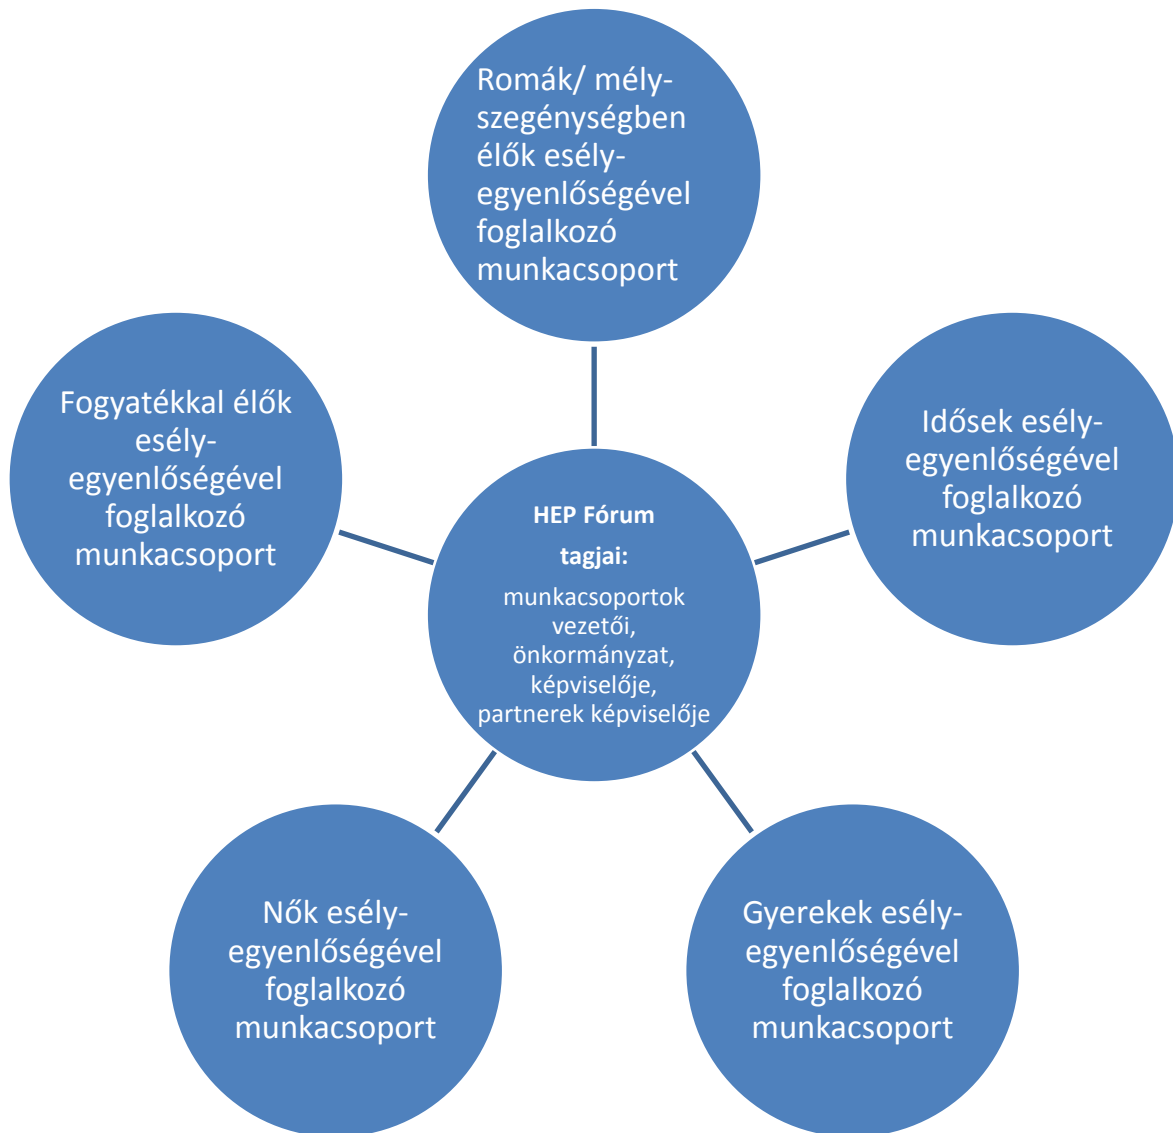 Romák/ mély-
szegénységben
élők esély-
egyenlőségével
foglalkozó
munkacsoport
Fogyatékkal élők
esély-
egyenlőségével
foglalkozó
munkacsoport
Idősek esély-
egyenlőségével
foglalkozó
munkacsoport
HEP Fórum
tagjai:
munkacsoportok
vezetői,
önkormányzat,
képviselője,
partnerek képviselője
Nők esély-
egyenlőségével
foglalkozó
munkacsoport
Gyerekek esély-
egyenlőségével
foglalkozó
munkacsoport